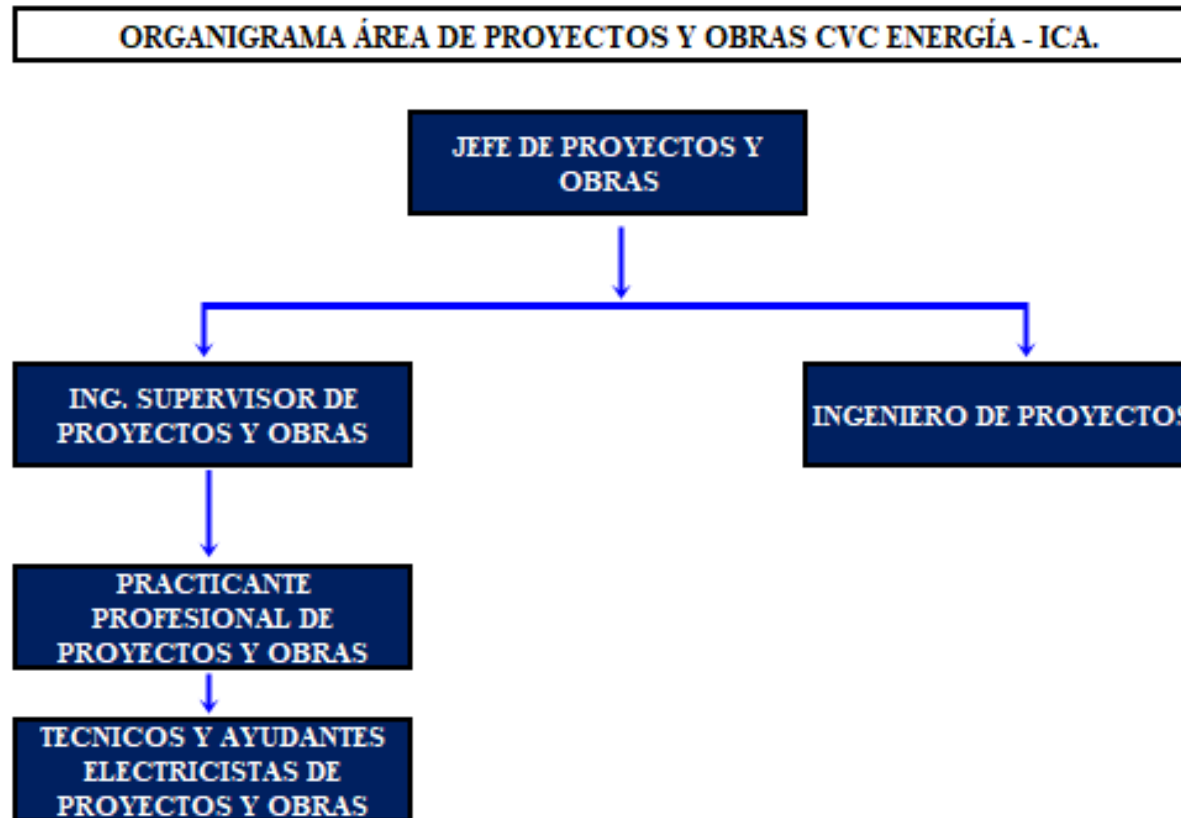 ORGANIGRAMA ÁREA DE PROYECTOS Y OBRAS CVC ENERGÍA - ICA.
JEFE DE PROYECTOS Y
OBRAS
ING. SUPERVISOR DE
PROYECTOS Y OBRAS
INGENIERO DE PROYECTOS
PRACTICANTE
PROFESIONAL DE
PROYECTOS Y OBRAS
TECNICOS Y AYUDANTES
ELECTRICISTAS DE
PROYECTOS Y OBRAS